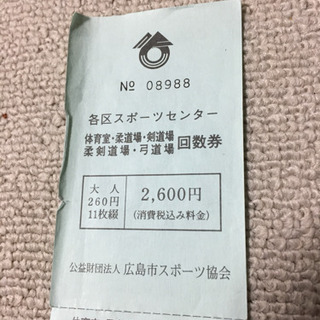 № 08988
各区スポーツセンター
体育室・柔道場・剣道場
柔剣道場・弓道場
回数券
大人
260円
11枚綴
2,600円
(消費税込み料金)
公益財団法人 広島市スポーツ協会